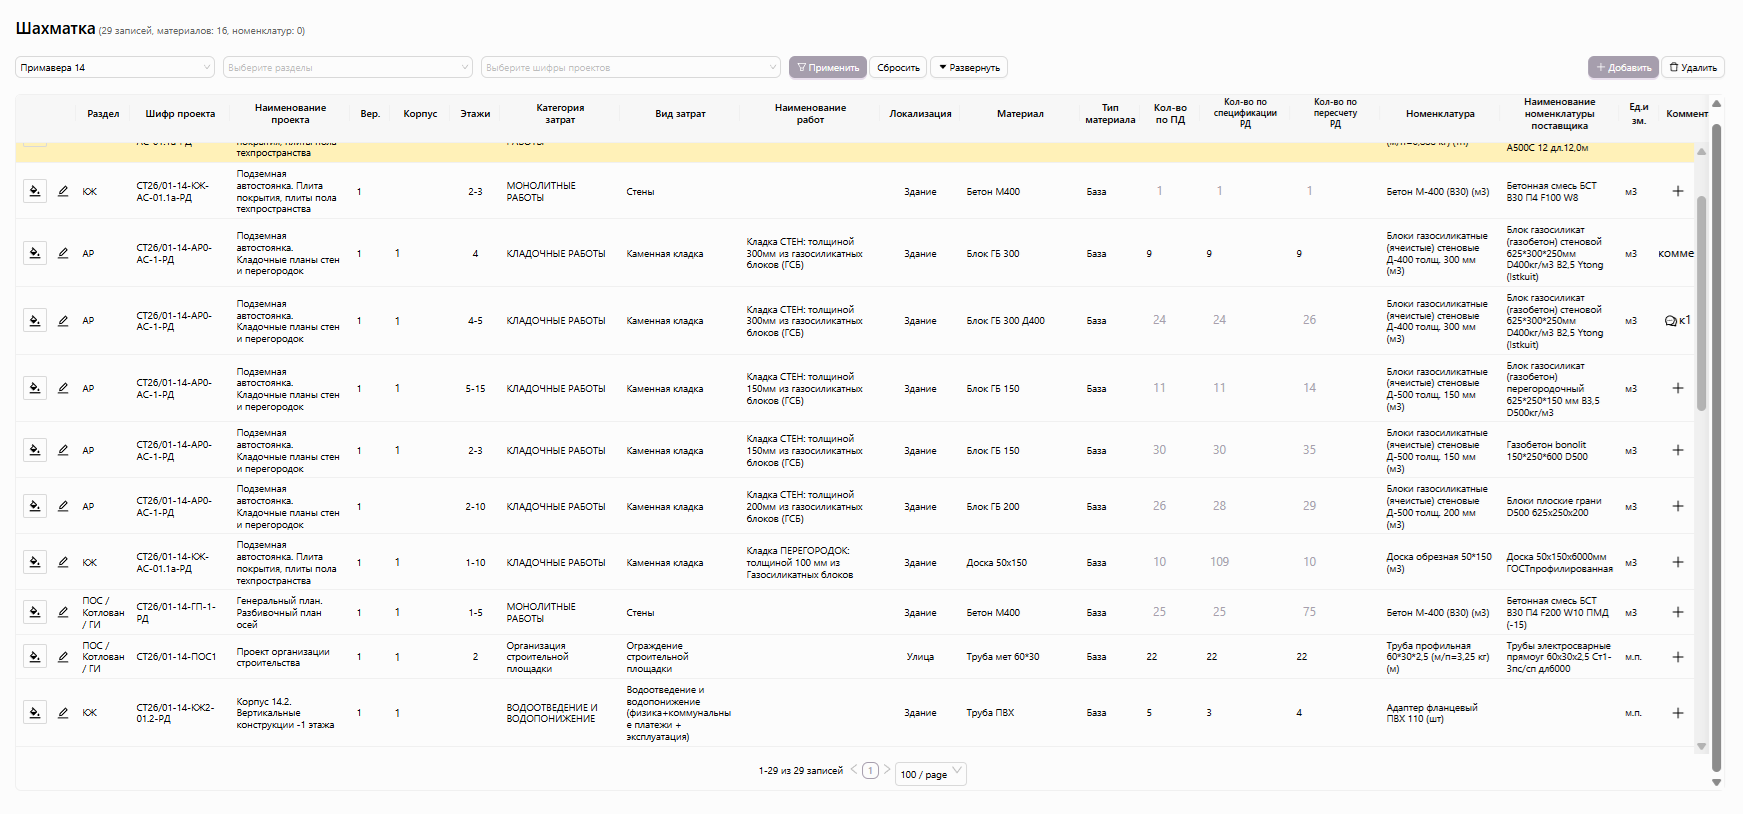 Шахматка (29 записей, материалов: 16, номенклатур: 0)
Примавера 14
Выберите разделы
Выберите шифры проектов
Применить
Сбросить
Развернуть
Добавить
Удалить
Раздел
Шифр проекта
Наименование
проекта
Вер.
Корпус
Этажи
Категория
затрат
Вид затрат
Наименование
работ
Локализация
Материал
Тип
материала
Кол-во
по ПД
Кол-во по
спецификации
РД
Кол-во по
пересчету
РД
Номенклатура
Наименование
номенклатуры
поставщика
Ед.и
зм.
Коммент
техпространства
А500С 12 дл.12,0м
КЖ
СТ26/01-14-КЖ-
АС-01.1а-РД
Подземная
автостоянка. Плита
покрытия, плиты пола
техпространства
1
2-3
МОНОЛИТНЫЕ
РАБОТЫ
Стены
Здание
Бетон М400
База
1
1
1
Бетон М-400 (В30) (м3)
Бетонная смесь БСТ
В30 П4 F100 W8
м3
АР
СТ26/01-14-АР0-
АС-1-РД
Подземная
автостоянка.
Кладочные планы стен
и перегородок
1
1
4
КЛАДОЧНЫЕ РАБОТЫ
Каменная кладка
Кладка СТЕН: толщиной
300мм из газосиликатных
блоков (ГСБ)
Здание
Блок ГБ 300
База
9
9
9
Блоки газосиликатные
(ячеистые) стеновые
Д-400 толщ. 300 мм
(м3)
Блок газосиликат
(газобетон) стеновой
625*300*250мм
D400кг/м3 В2,5 Ytong
(Istkuit)
м3
комме
АР
СТ26/01-14-АР0-
АС-1-РД
Подземная
автостоянка.
Кладочные планы стен
и перегородок
1
1
4-5
КЛАДОЧНЫЕ РАБОТЫ
Каменная кладка
Кладка СТЕН: толщиной
300мм из газосиликатных
блоков (ГСБ)
Здание
Блок ГБ 300 Д400
База
24
24
26
Блоки газосиликатные
(ячеистые) стеновые
Д-400 толщ. 300 мм
(м3)
Блок газосиликат
(газобетон) стеновой
625*300*250мм
D400кг/м3 В2,5 Ytong
(Istkuit)
м3
к1
АР
СТ26/01-14-АР0-
АС-1-РД
Подземная
автостоянка.
Кладочные планы стен
и перегородок
1
1
5-15
КЛАДОЧНЫЕ РАБОТЫ
Каменная кладка
Кладка СТЕН: толщиной
150мм из газосиликатных
блоков (ГСБ)
Здание
Блок ГБ 150
База
11
11
14
Блоки газосиликатные
(ячеистые) стеновые
Д-500 толщ. 150 мм
(м3)
Блок газосиликат
(газобетон)
перегородочный
625*250*150 мм В3,5
D500кг/м3
м3
АР
СТ26/01-14-АР0-
АС-1-РД
Подземная
автостоянка.
Кладочные планы стен
и перегородок
1
1
2-3
КЛАДОЧНЫЕ РАБОТЫ
Каменная кладка
Кладка СТЕН: толщиной
150мм из газосиликатных
блоков (ГСБ)
Здание
Блок ГБ 150
База
30
30
35
Блоки газосиликатные
(ячеистые) стеновые
Д-500 толщ. 150 мм
(м3)
Газобетон bonolit
150*250*600 D500
м3
АР
СТ26/01-14-АР0-
АС-1-РД
Подземная
автостоянка.
Кладочные планы стен
и перегородок
1
2-10
КЛАДОЧНЫЕ РАБОТЫ
Каменная кладка
Кладка СТЕН: толщиной
200мм из газосиликатных
блоков (ГСБ)
Здание
Блок ГБ 200
База
26
28
29
Блоки газосиликатные
(ячеистые) стеновые
Д-500 толщ. 200 мм
(м3)
Блоки плоские грани
D500 625x250x200
м3
КЖ
СТ26/01-14-КЖ-
АС-01.1а-РД
Подземная
автостоянка. Плита
покрытия, плиты пола
техпространства
1
1
1-10
КЛАДОЧНЫЕ РАБОТЫ
Каменная кладка
Кладка ПЕРЕГОРОДОК:
толщиной 100 мм из
Газосиликатных блоков
Здание
Доска 50х150
База
10
109
10
Доска обрезная 50*150
(м3)
Доска 50х150х6000мм
ГОСТпрофилированная
м3
ПОС /
Котлован
/ ГИ
СТ26/01-14-ГП-1-
РД
Генеральный план.
Разбивочный план
осей
1
1
1-5
МОНОЛИТНЫЕ
РАБОТЫ
Стены
Здание
Бетон М400
База
25
25
75
Бетон М-400 (В30) (м3)
Бетонная смесь БСТ
В30 П4 F200 W10 ПМД
(-15)
м3
ПОС /
Котлован
/ ГИ
СТ26/01-14-ПОС1
Проект организации
строительства
1
1
2
Организация
строительной
площадки
Ограждение
строительной
площадки
Улица
Труба мет 60*30
База
22
22
22
Труба профильная
60*30*2,5 (м/п=3,25 кг)
(м)
Трубы электросварные
прямоуг 60х30х2,5 Ст1-
3пс/сп дл6000
м.п.
КЖ
СТ26/01-14-КЖ2-
01.2-РД
Корпус 14.2.
Вертикальные
конструкции -1 этажа
1
1
ВОДООТВЕДЕНИЕ И
ВОДОПОНИЖЕНИЕ
Водоотведение и
водопонижение
(физика+коммунальны
е платежи +
эксплуатация)
Здание
Труба ПВХ
База
5
3
4
Адаптер фланцевый
ПВХ 110 (шт)
м.п.
1-29 из 29 записей
1
100 / page